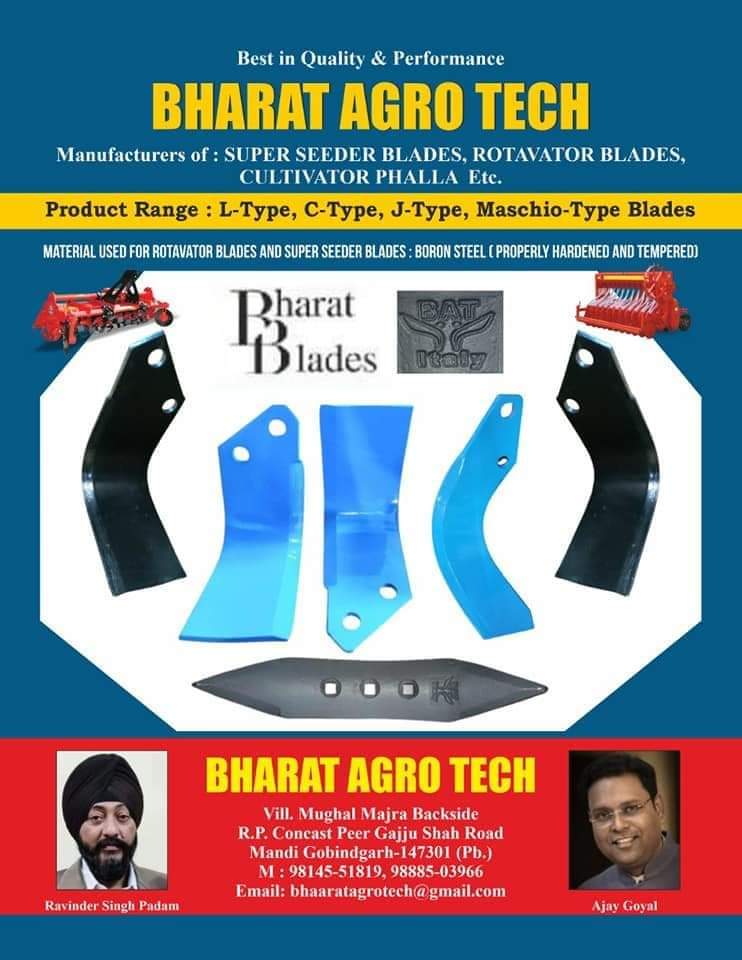 Best in Quality & Performance
BHARAT AGRO TECH
Manufacturers of : SUPER SEEDER BLADES, ROTAVATOR BLADES,
CULTIVATOR PHALLA Etc.
Product Range : L-Type, C-Type, J-Type, Maschio-Type Blades
MATERIAL USED FOR ROTAVATOR BLADES AND SUPER SEEDER BLADES : BORON STEEL ( PROPERLY HARDENED AND TEMPERED)
Bharat
Blades
BAT
Italy
BHARAT AGRO TECH
Vill. Mughal Majra Backside
R.P. Concast Peer Gajju Shah Road
Mandi Gobindgarh-147301 (Pb.)
M : 98145-51819, 98885-03966
Email: bhaaratagrotech@gmail.com
Ravinder Singh Padam
Ajay Goyal